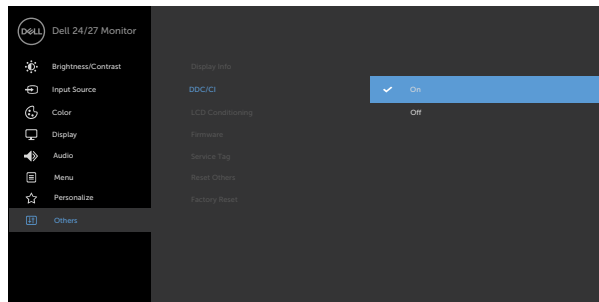 DELL Dell 24/27 Monitor
Brightness/Contrast
Display Info
Input Source
DDC/CI
On
Color
LCD Conditioning
Off
Display
Firmware
Audio
Service Tag
Menu
Reset Others
Personalize
Factory Reset
Others